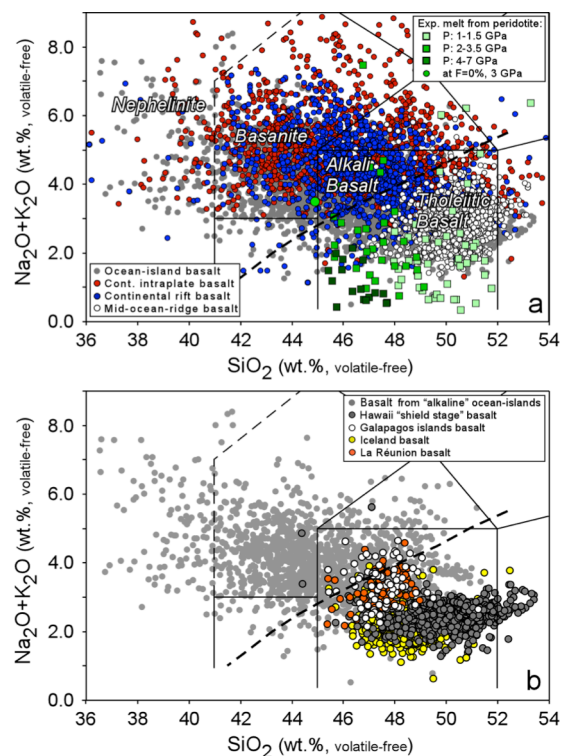 Exp. melt from peridotite:
P: 1-1.5 GPa
P: 2-3.5 GPa
P: 4-7 GPa
at F=0%, 3 GPa
Nephelinite
Basanite
Alkali
Basalt
Tholeiitic
Basalt
Ocean-island basalt
Cont. intraplate basalt
Continental rift basalt
Mid-ocean-ridge basalt
a
8.0
6.0
4.0
2.0
0.0
Na₂O+K₂O (wt.%, volatile-free)
36 38 40 42 44 46 48 50 52 54
SiO₂ (wt.%, volatile-free)
Basalt from "alkaline" ocean-islands
Hawaii "shield stage" basalt
Galapagos islands basalt
Iceland basalt
La Réunion basalt
b
8.0
6.0
4.0
2.0
0.0
Na₂O+K₂O (wt.%, volatile-free)
36 38 40 42 44 46 48 50 52 54
SiO₂ (wt.%, volatile-free)